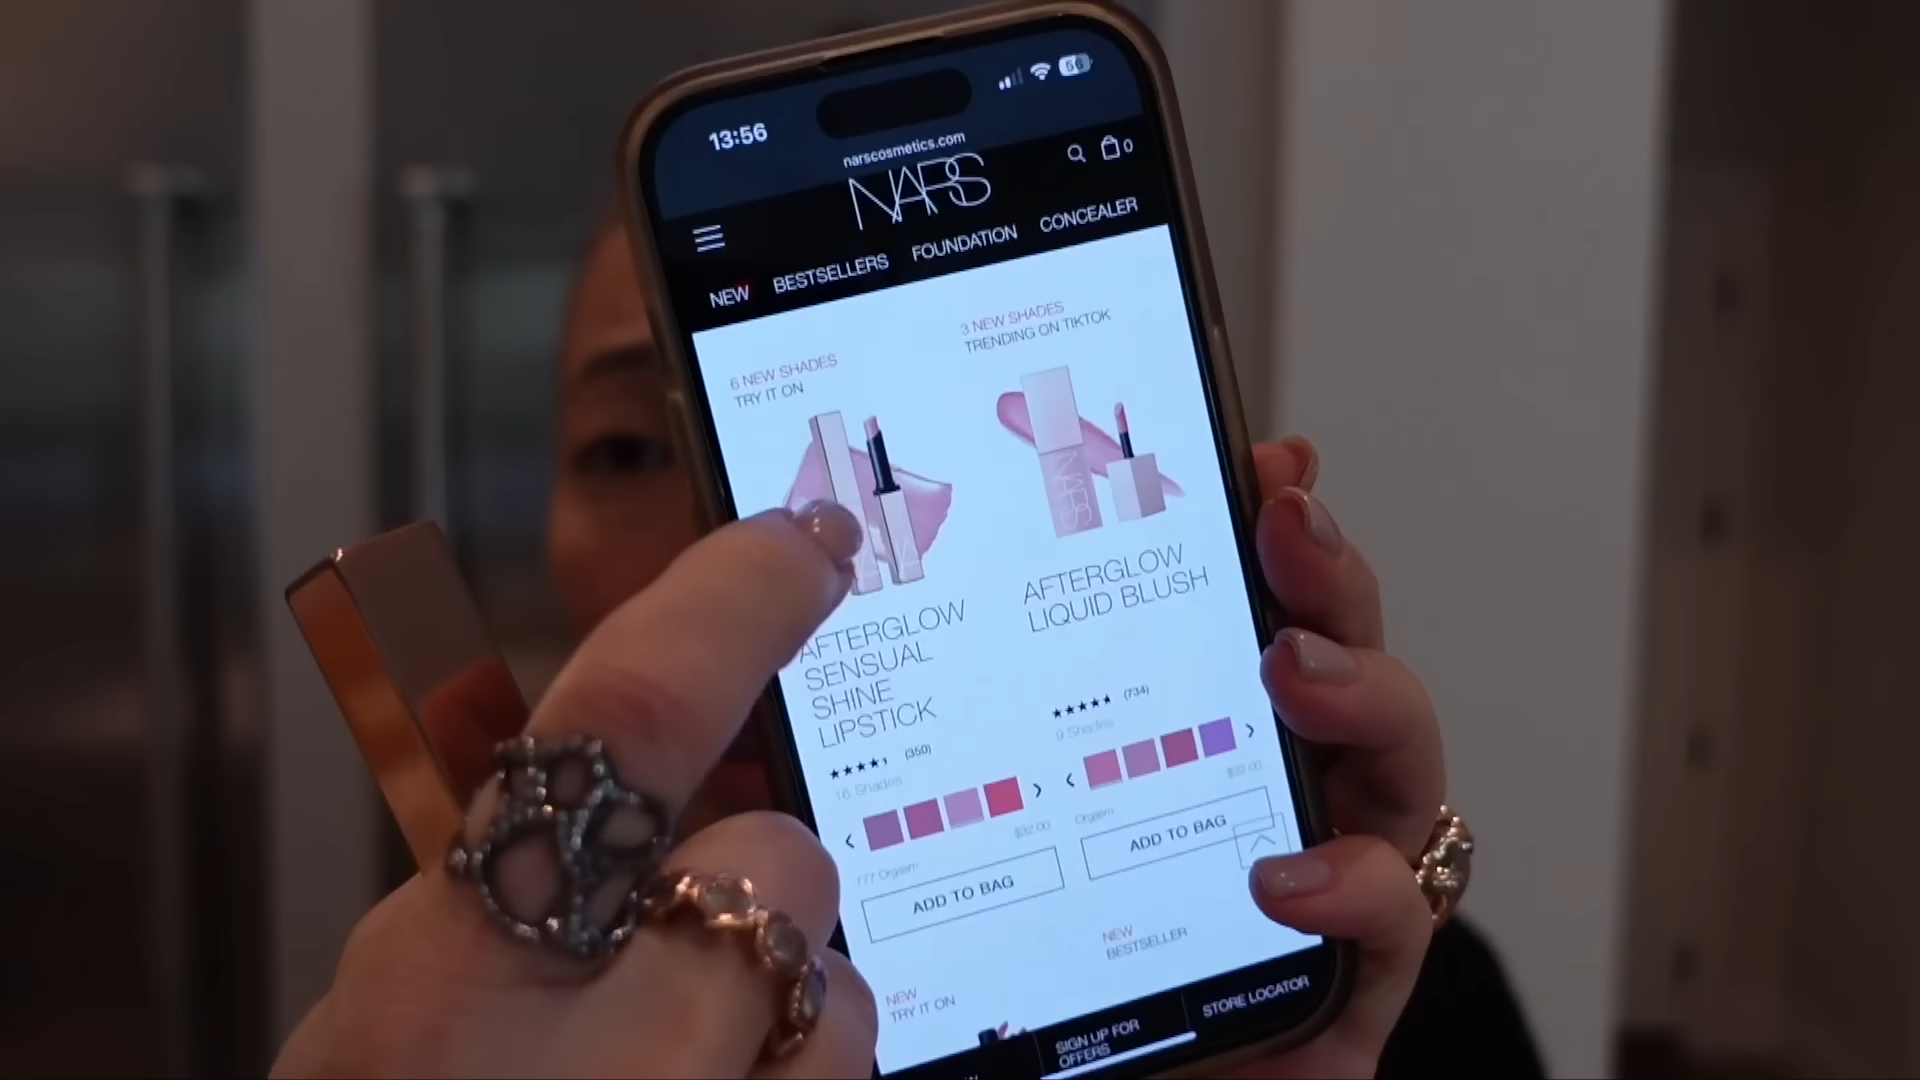 13:56
56
narscosmetics.com
NARS
0
NEW BESTSELLERS FOUNDATION CONCEALER
6 NEW SHADES
TRY IT ON
AFTERGLOW
SENSUAL
SHINE
LIPSTICK
(350)
16 Shades
$32.00
777 Orgasm
ADD TO BAG
3 NEW SHADES
TRENDING ON TIKTOK
NARS
AFTERGLOW
LIQUID BLUSH
(734)
9 Shades
$32.00
Orgasm
ADD TO BAG
NEW
TRY IT ON
NEW
BESTSELLER
SIGN UP FOR
OFFERS
STORE LOCATOR